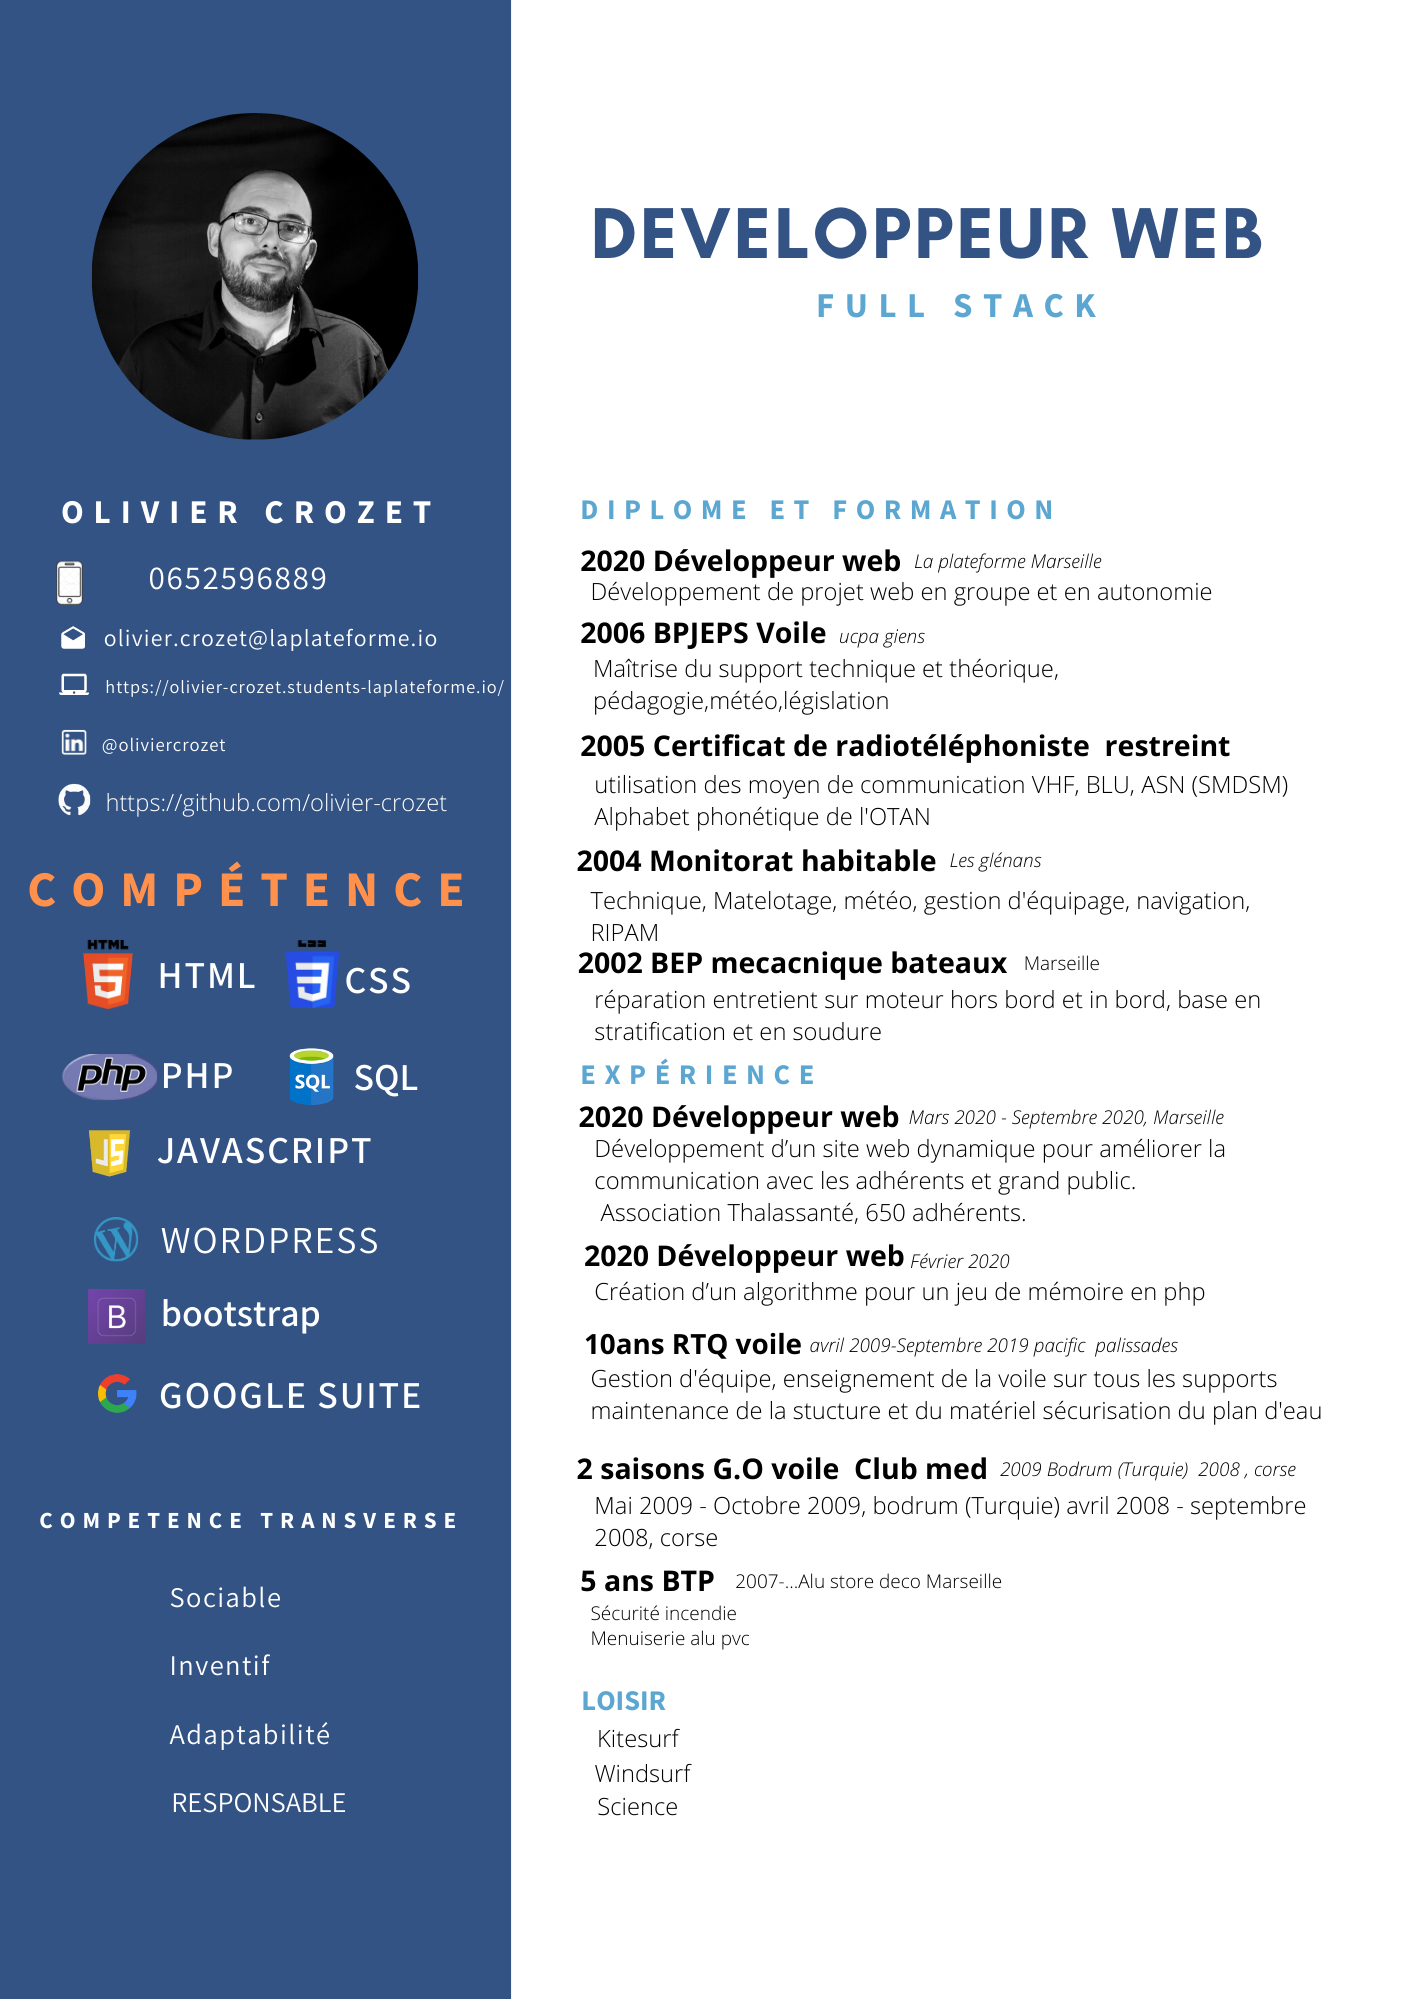 DEVELOPPEUR WEB
FULL STACK
OLIVIER CROZET
0652596889
olivier.crozet@laplateforme.io
https://olivier-crozet.students-laplateforme.io/
in
@oliviercrozet
https://github.com/olivier-crozet
COMPÉTENCE
HTML
5 HTML
CSS
3 CSS
php PHP
SQL SQL
JS JAVASCRIPT
W WORDPRESS
B bootstrap
G GOOGLE SUITE
COMPETENCE TRANSVERSE
Sociable
Inventif
Adaptabilité
RESPONSABLE
DIPLOME ET FORMATION
2020 Développeur web La plateforme Marseille
Développement de projet web en groupe et en autonomie
2006 BPJEPS Voile ucpa giens
Maîtrise du support technique et théorique,
pédagogie,météo,législation
2005 Certificat de radiotéléphoniste  restreint
utilisation des moyen de communication VHF, BLU, ASN (SMDSM)
Alphabet phonétique de l'OTAN
2004 Monitorat habitable Les glénans
Technique, Matelotage, météo, gestion d'équipage, navigation,
RIPAM
2002 BEP mecacnique bateaux Marseille
réparation entretient sur moteur hors bord et in bord, base en
stratification et en soudure
EXPÉRIENCE
2020 Développeur web Mars 2020 - Septembre 2020, Marseille
Développement d’un site web dynamique pour améliorer la
communication avec les adhérents et grand public.
Association Thalassanté, 650 adhérents.
2020 Développeur web Février 2020
Création d’un algorithme pour un jeu de mémoire en php
10ans RTQ voile avril 2009-Septembre 2019 pacific  palissades
Gestion d'équipe, enseignement de la voile sur tous les supports
maintenance de la stucture et du matériel sécurisation du plan d'eau
2 saisons G.O voile  Club med 2009 Bodrum (Turquie)  2008 , corse
Mai 2009 - Octobre 2009, bodrum (Turquie) avril 2008 - septembre
2008, corse
5 ans BTP 2007-...Alu store deco Marseille
Sécurité incendie
Menuiserie alu pvc
LOISIR
Kitesurf
Windsurf
Science